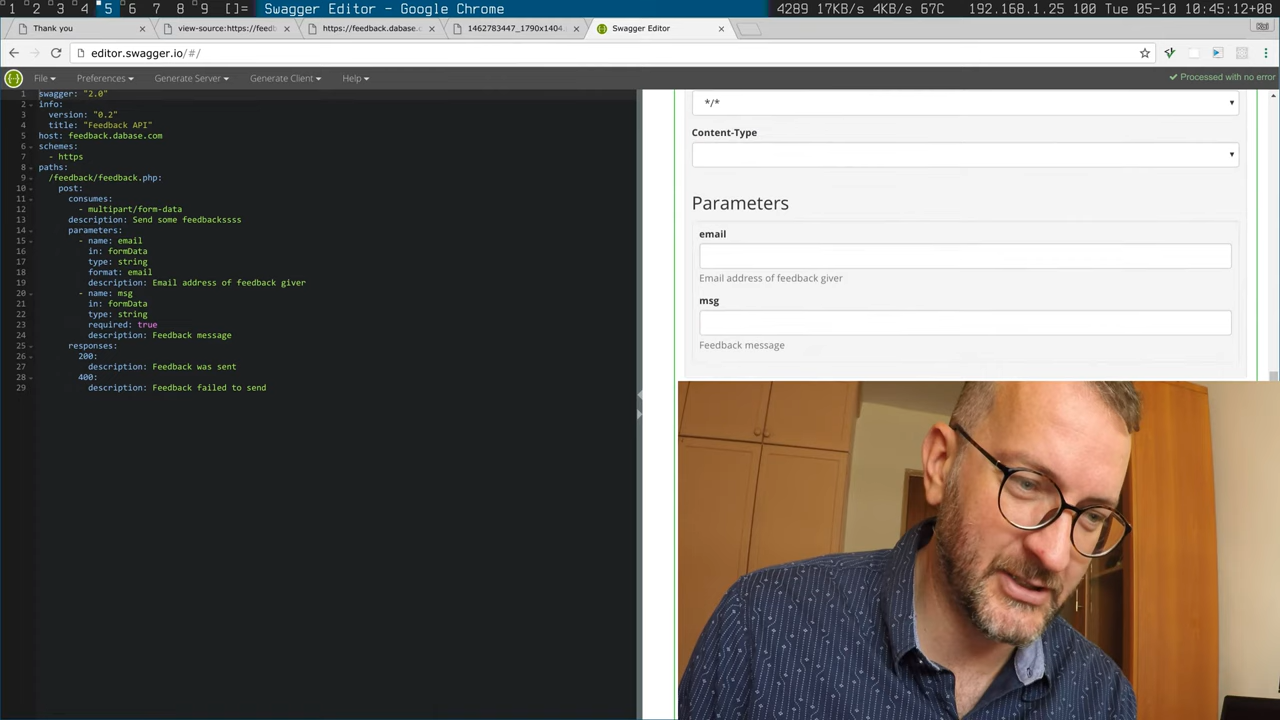 1 2 3 4 5 6 7 8 9 []= Swagger Editor - Google Chrome 4289 17KB/s 4KB/s 67C 192.168.1.25 100 Tue 05-10 10:45:12+08
Thank you
view-source:https://feedb
https://feedback.dabase.c
1462783447_1790x1404.
Swagger Editor
Kai
editor.swagger.io/#/
File Preferences Generate Server Generate Client Help Processed with no error
1 swagger: "2.0"
2 info:
3 version: "0.2"
4 title: "Feedback API"
5 host: feedback.dabase.com
6 schemes:
7 - https
8 paths:
9 /feedback/feedback.php:
10 post:
11 consumes:
12 - multipart/form-data
13 description: Send some feedbackssss
14 parameters:
15 - name: email
16 in: formData
17 type: string
18 format: email
19 description: Email address of feedback giver
20 - name: msg
21 in: formData
22 type: string
23 required: true
24 description: Feedback message
25 responses:
26 200:
27 description: Feedback was sent
28 400:
29 description: Feedback failed to send
*/*
Content-Type
Parameters
email
Email address of feedback giver
msg
Feedback message